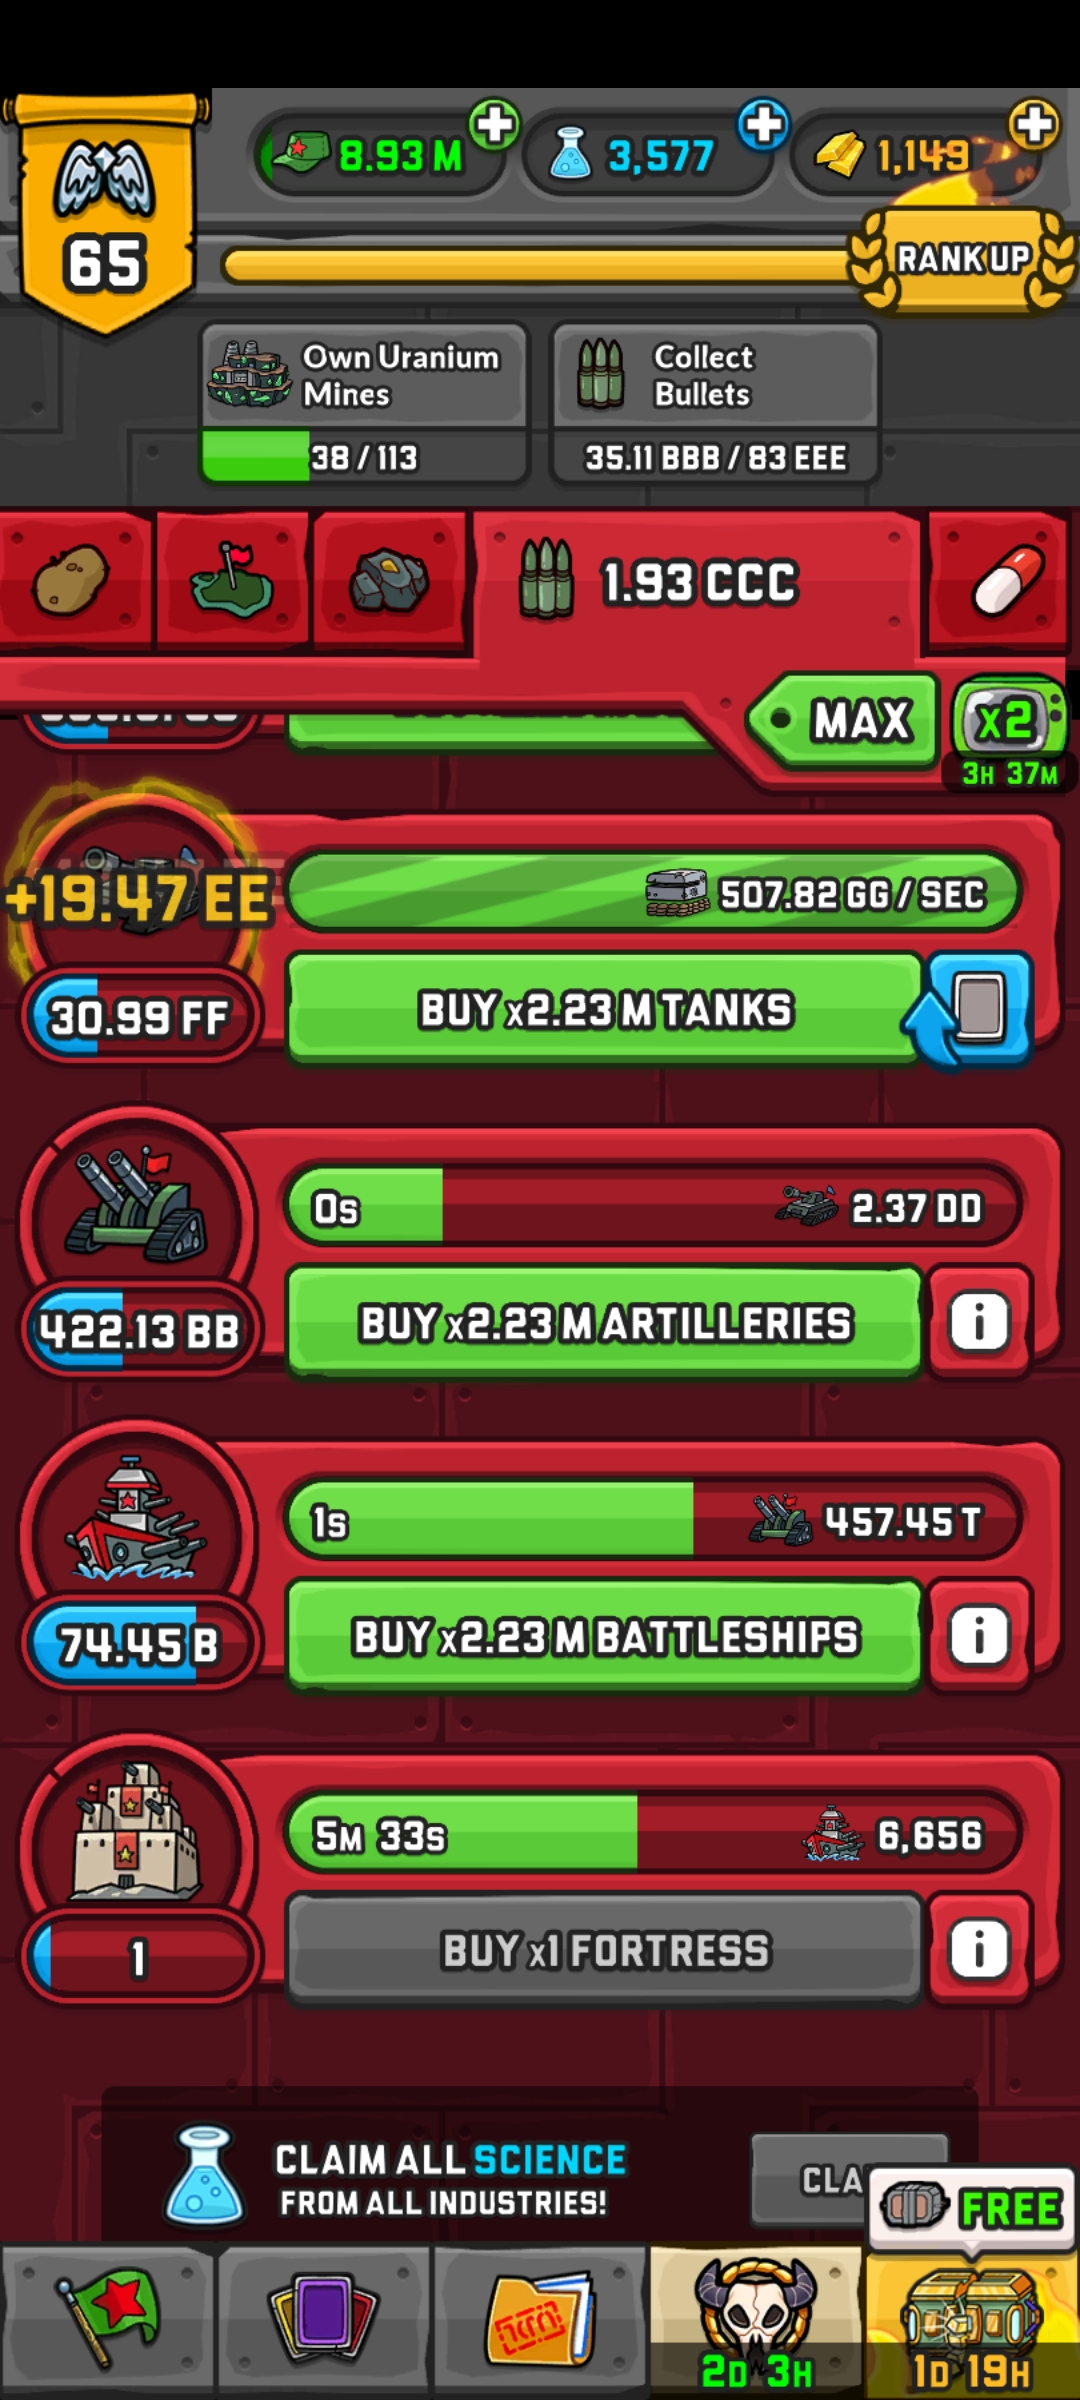 8.93 M
3,577
1,149
65
RANK UP
Own Uranium
Mines
38 / 113
Collect
Bullets
35.11 BBB / 83 EEE
1.93 CCC
MAX
x2
3H 37M
+19.47 EE
507.82 GG / SEC
30.99 FF
BUY x2.23 M TANKS
0s
2.37 DD
422.13 BB
BUY x2.23 M ARTILLERIES
i
1s
457.45 T
74.45 B
BUY x2.23 M BATTLESHIPS
i
5M 33s
6,656
1
BUY x1 FORTRESS
i
CLAIM ALL SCIENCE
FROM ALL INDUSTRIES!
CLA
FREE
2D 3H
1D 19H